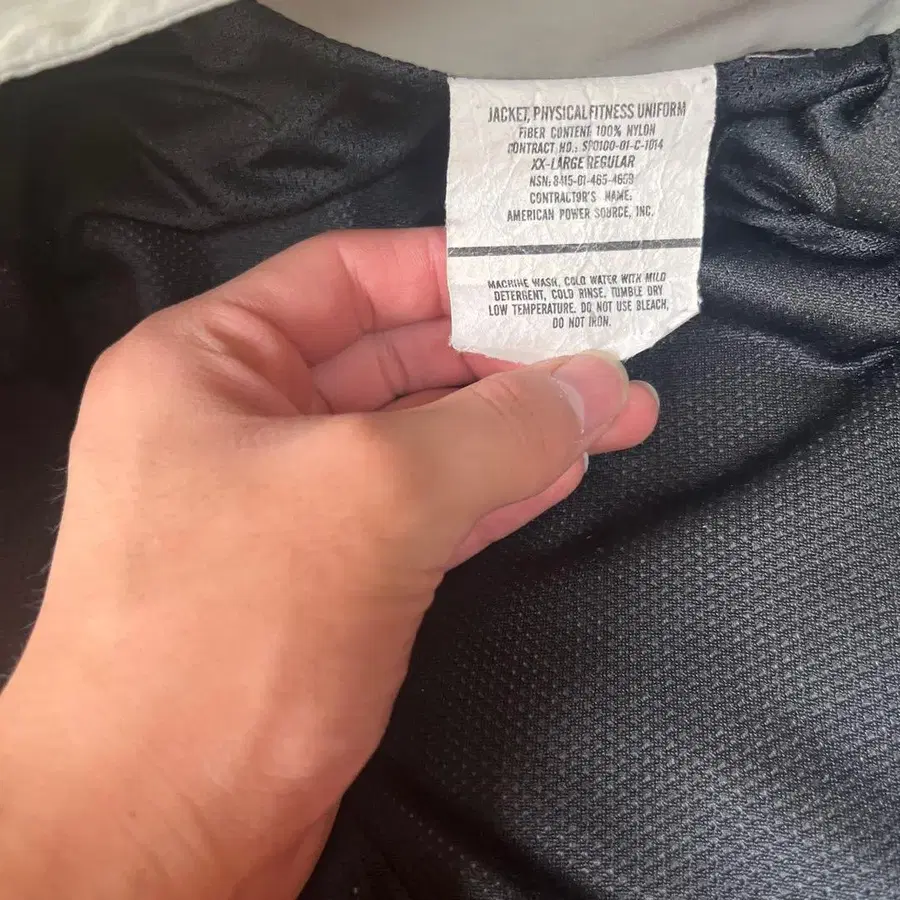 JACKET, PHYSICAL FITNESS UNIFORM
FIBER CONTENT 100% NYLON
CONTRACT NO.: SPO100-01-C-1014
XX-LARGE REGULAR
NSN: 8415-01-465-4609
CONTRACTOR'S NAME:
AMERICAN POWER SOURCE, INC.
MACHINE WASH, COLD WATER WITH MILD
DETERGENT, COLD RINSE. TUMBLE DRY
LOW TEMPERATURE. DO NOT USE BLEACH,
DO NOT IRON.